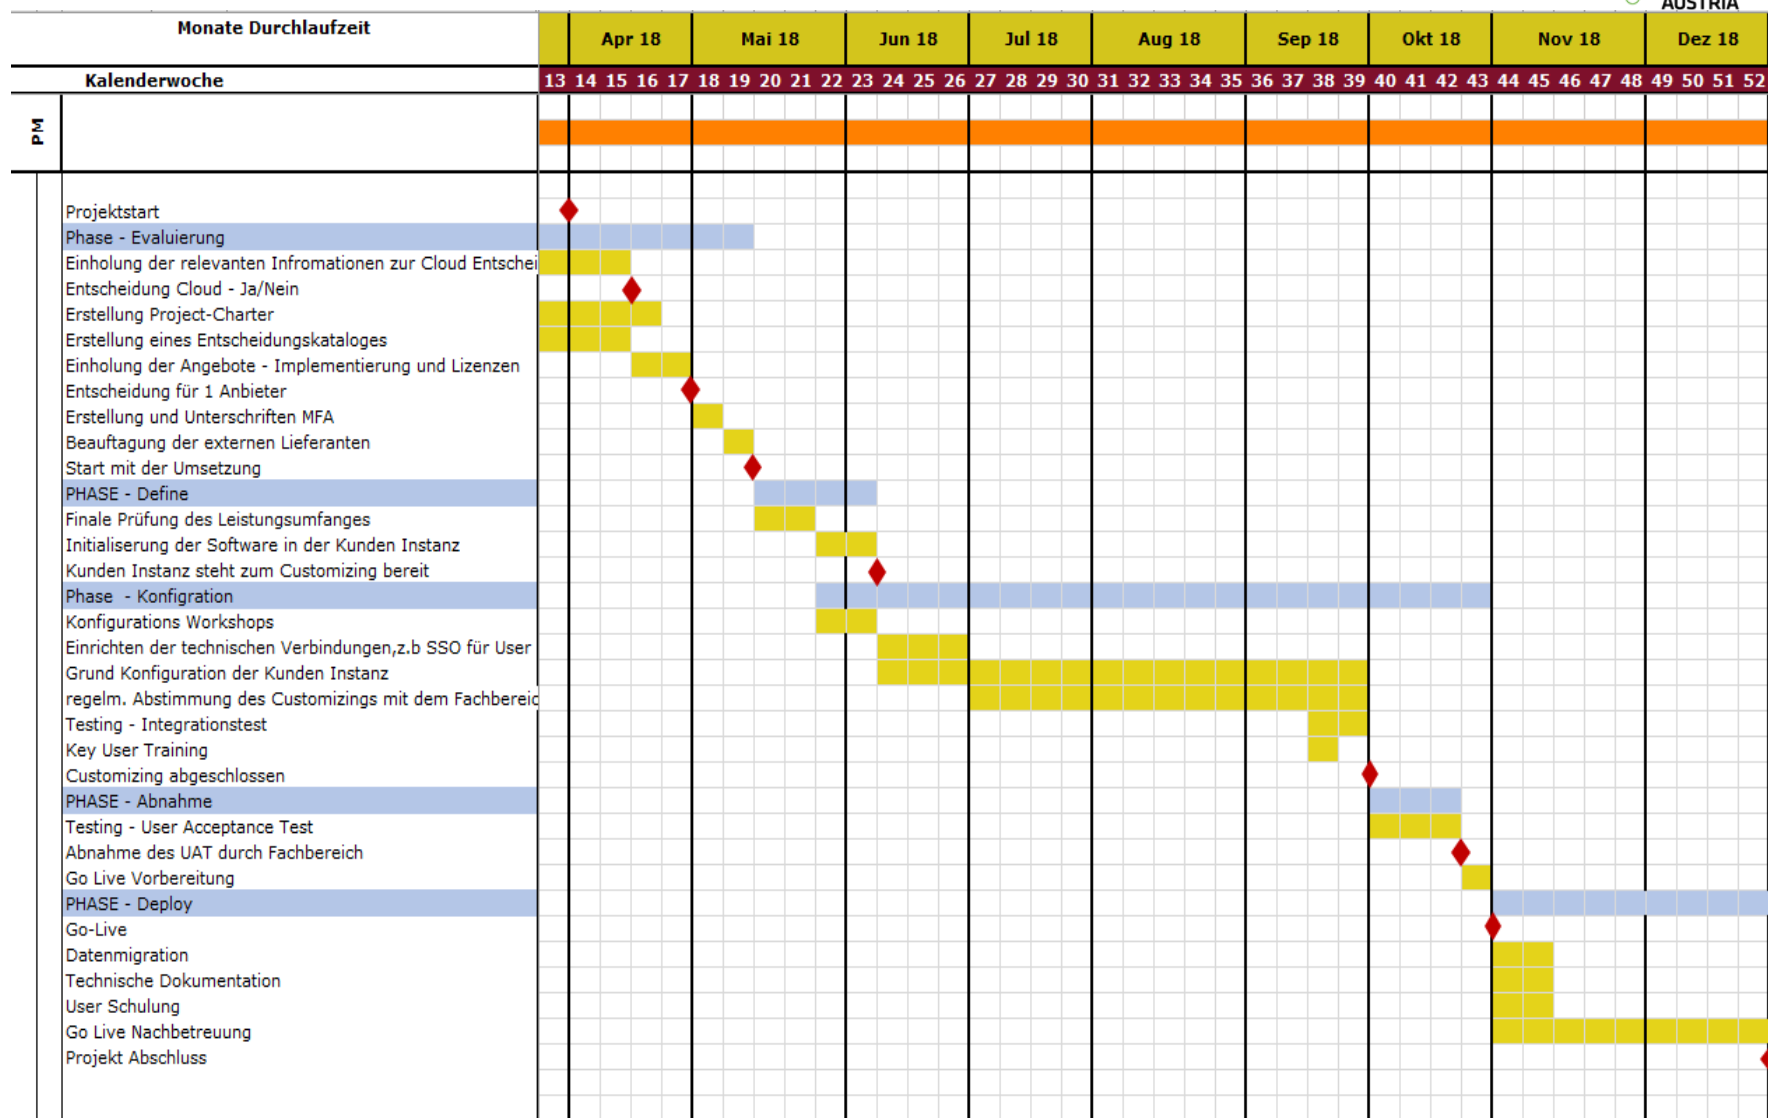 AUSTRIA
Monate Durchlaufzeit
Apr 18 Mai 18 Jun 18 Jul 18 Aug 18 Sep 18 Okt 18 Nov 18 Dez 18
Kalenderwoche 13 14 15 16 17 18 19 20 21 22 23 24 25 26 27 28 29 30 31 32 33 34 35 36 37 38 39 40 41 42 43 44 45 46 47 48 49 50 51 52
PM
Projektstart
Phase - Evaluierung
Einholung der relevanten Infromationen zur Cloud Entschei
Entscheidung Cloud - Ja/Nein
Erstellung Project-Charter
Erstellung eines Entscheidungskataloges
Einholung der Angebote - Implementierung und Lizenzen
Entscheidung für 1 Anbieter
Erstellung und Unterschriften MFA
Beauftagung der externen Lieferanten
Start mit der Umsetzung
PHASE - Define
Finale Prüfung des Leistungsumfanges
Initialiserung der Software in der Kunden Instanz
Kunden Instanz steht zum Customizing bereit
Phase - Konfigration
Konfigurations Workshops
Einrichten der technischen Verbindungen,z.b SSO für User
Grund Konfiguration der Kunden Instanz
regelm. Abstimmung des Customizings mit dem Fachbereic
Testing - Integrationstest
Key User Training
Customizing abgeschlossen
PHASE - Abnahme
Testing - User Acceptance Test
Abnahme des UAT durch Fachbereich
Go Live Vorbereitung
PHASE - Deploy
Go-Live
Datenmigration
Technische Dokumentation
User Schulung
Go Live Nachbetreuung
Projekt Abschluss